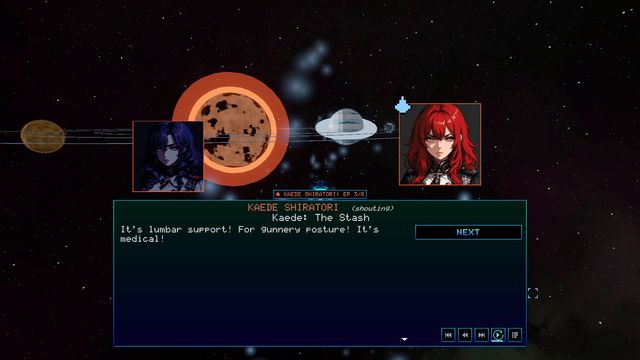 KAEDE SHIRATORI: EP 3/8
KAEDE SHIRATORI (shouting)
Kaede: The Stash
It's lumbar support! For gunnery posture! It's
medical!
NEXT